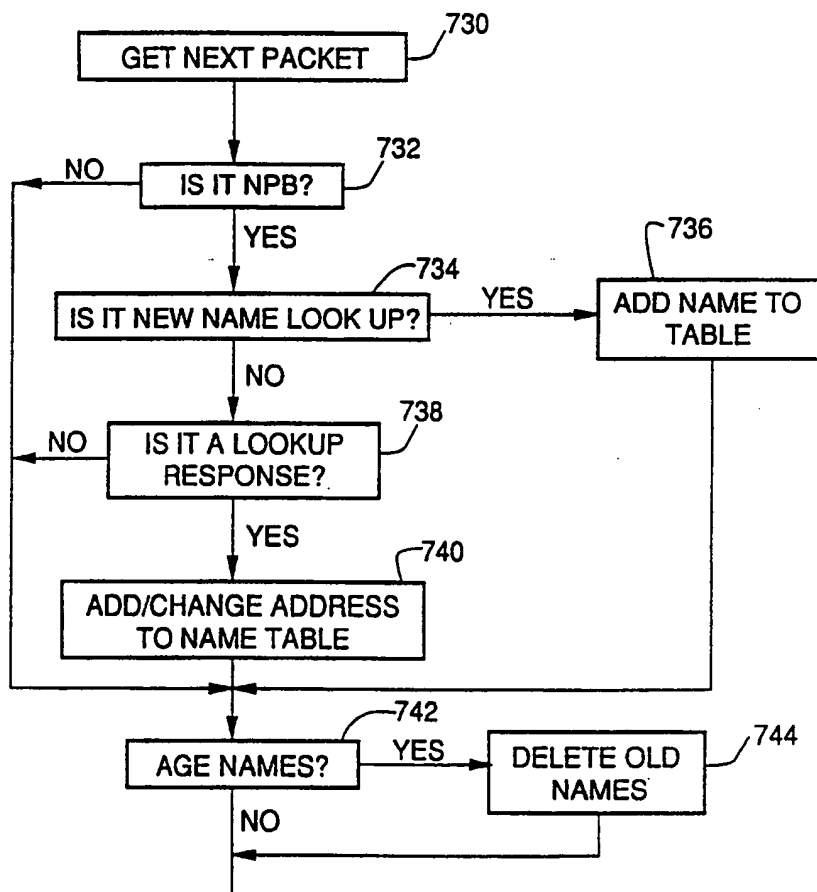 730
GET NEXT PACKET
732
NO
IS IT NPB?
YES
734
736
IS IT NEW NAME LOOK UP?
YES
ADD NAME TO
TABLE
NO
738
NO
IS IT A LOOKUP
RESPONSE?
YES
740
ADD/CHANGE ADDRESS
TO NAME TABLE
742
AGE NAMES?
YES
DELETE OLD
NAMES
744
NO